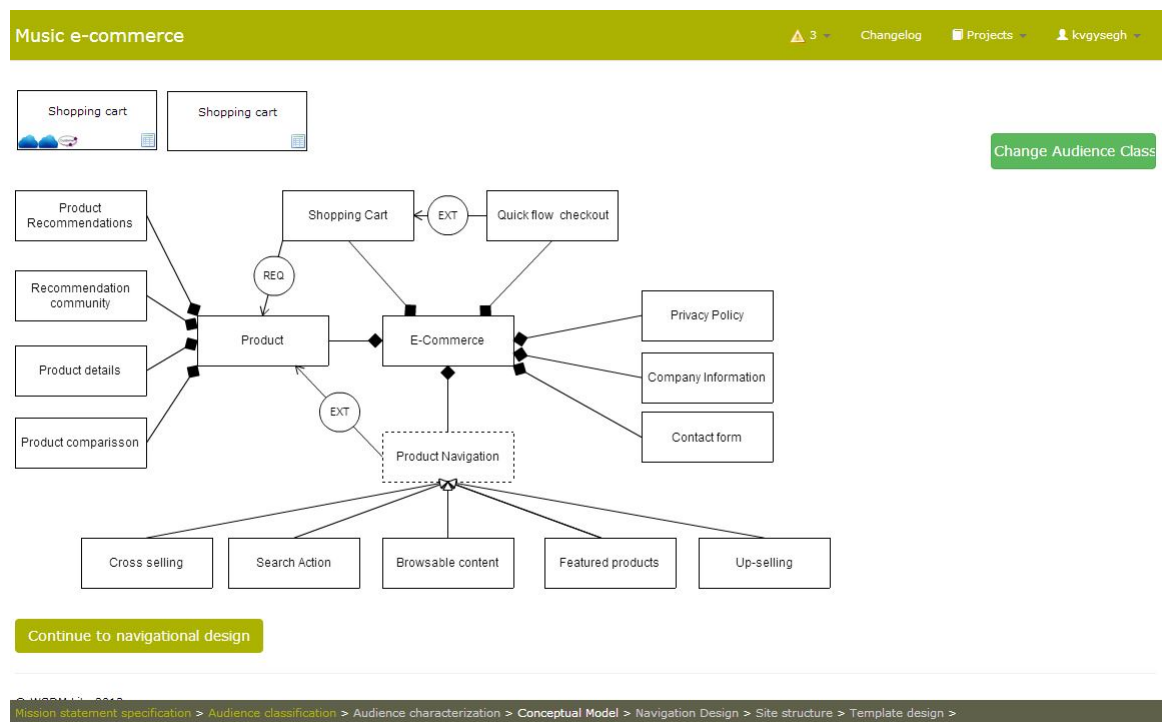 Music e-commerce
3
Changelog
Projects
kvgysegh
Shopping cart
Shopping cart
Change Audience Class
Product
Recommendations
Shopping Cart
EXT
Quick flow checkout
REQ
Recommendation
community
Privacy Policy
Product
E-Commerce
Product details
Company Information
EXT
Product comparisson
Contact form
Product Navigation
Cross selling
Search Action
Browsable content
Featured products
Up-selling
Continue to navigational design
Mission statement specification > Audience classification > Audience characterization > Conceptual Model > Navigation Design > Site structure > Template design >